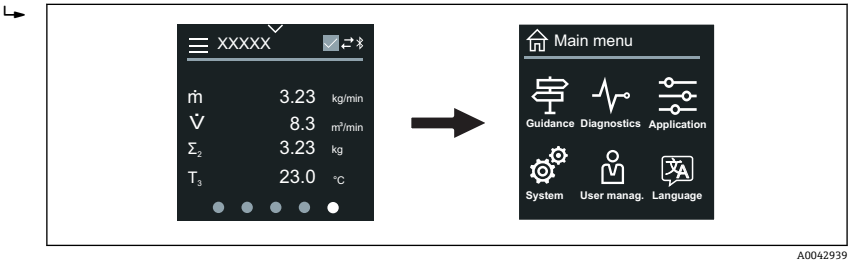 XXXXX
ṁ 3.23 kg/min
V̇ 8.3 m³/min
Σ₂ 3.23 kg
T₃ 23.0 °C
Main menu
Guidance Diagnostics Application
System User manag. Language
A0042939